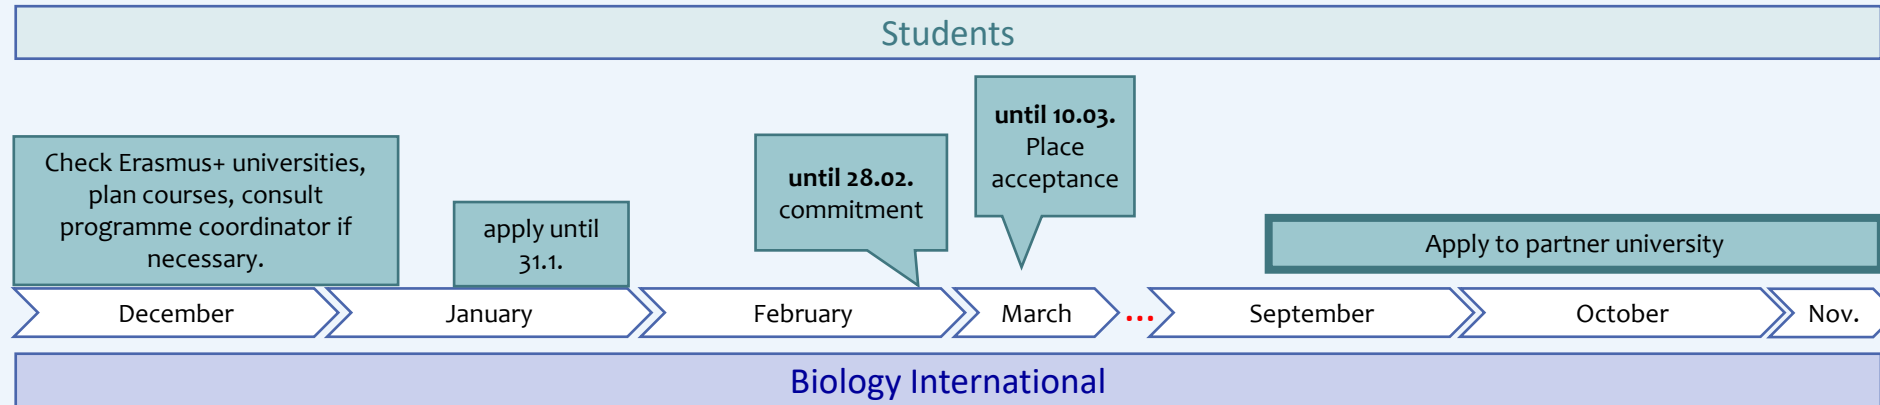 Students
Check Erasmus+ universities,
plan courses, consult
programme coordinator if
necessary.
apply until
31.1.
until 28.02.
commitment
until 10.03.
Place
acceptance
Apply to partner university
December
January
February
March
...
September
October
Nov.
Biology International